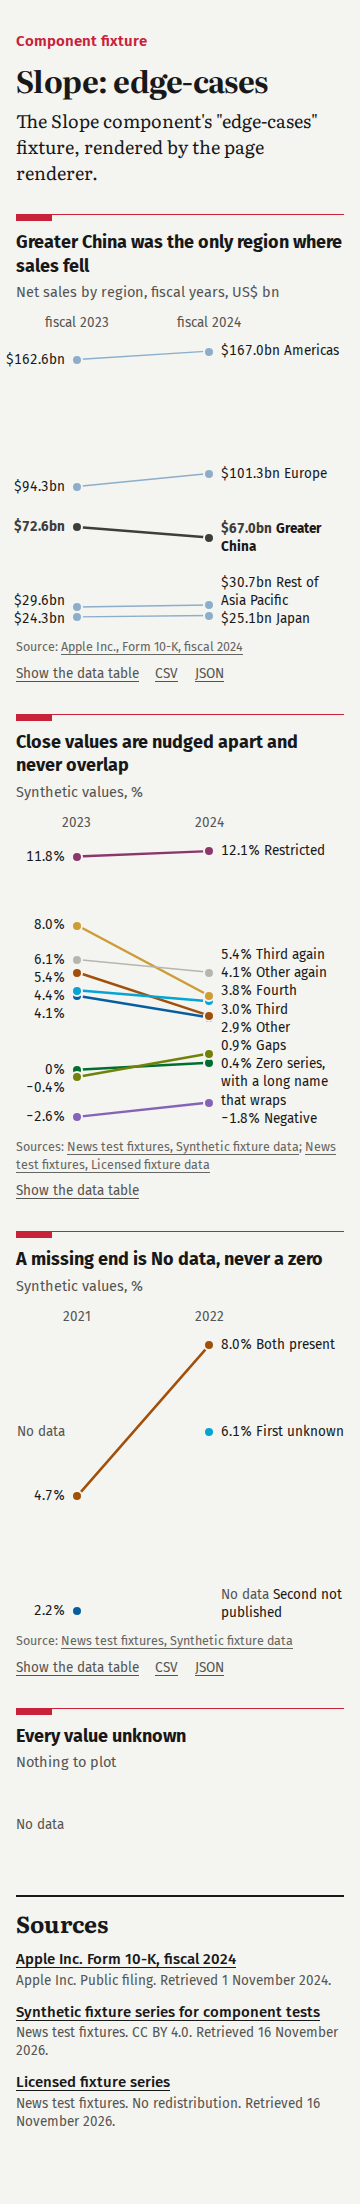 Component fixture
Slope: edge-cases
The Slope component's "edge-cases"
fixture, rendered by the page
renderer.
Greater China was the only region where
sales fell
Net sales by region, fiscal years, US$ bn
fiscal 2023 fiscal 2024
$162.6bn $167.0bn Americas
$94.3bn $101.3bn Europe
$72.6bn $67.0bn Greater
China
$30.7bn Rest of
$29.6bn Asia Pacific
$24.3bn $25.1bn Japan
Source: Apple Inc., Form 10-K, fiscal 2024
Show the data table CSV JSON
Close values are nudged apart and
never overlap
Synthetic values, %
2023 2024
11.8% 12.1% Restricted
8.0%
6.1% 5.4% Third again
5.4% 4.1% Other again
4.4% 3.8% Fourth
4.1% 3.0% Third
2.9% Other
0.9% Gaps
0% 0.4% Zero series,
−0.4% with a long name
that wraps
−2.6% −1.8% Negative
Sources: News test fixtures, Synthetic fixture data; News
test fixtures, Licensed fixture data
Show the data table
A missing end is No data, never a zero
Synthetic values, %
2021 2022
8.0% Both present
No data 6.1% First unknown
4.7%
No data Second not
2.2% published
Source: News test fixtures, Synthetic fixture data
Show the data table CSV JSON
Every value unknown
Nothing to plot
No data
Sources
Apple Inc. Form 10-K, fiscal 2024
Apple Inc. Public filing. Retrieved 1 November 2024.
Synthetic fixture series for component tests
News test fixtures. CC BY 4.0. Retrieved 16 November
2026.
Licensed fixture series
News test fixtures. No redistribution. Retrieved 16
November 2026.